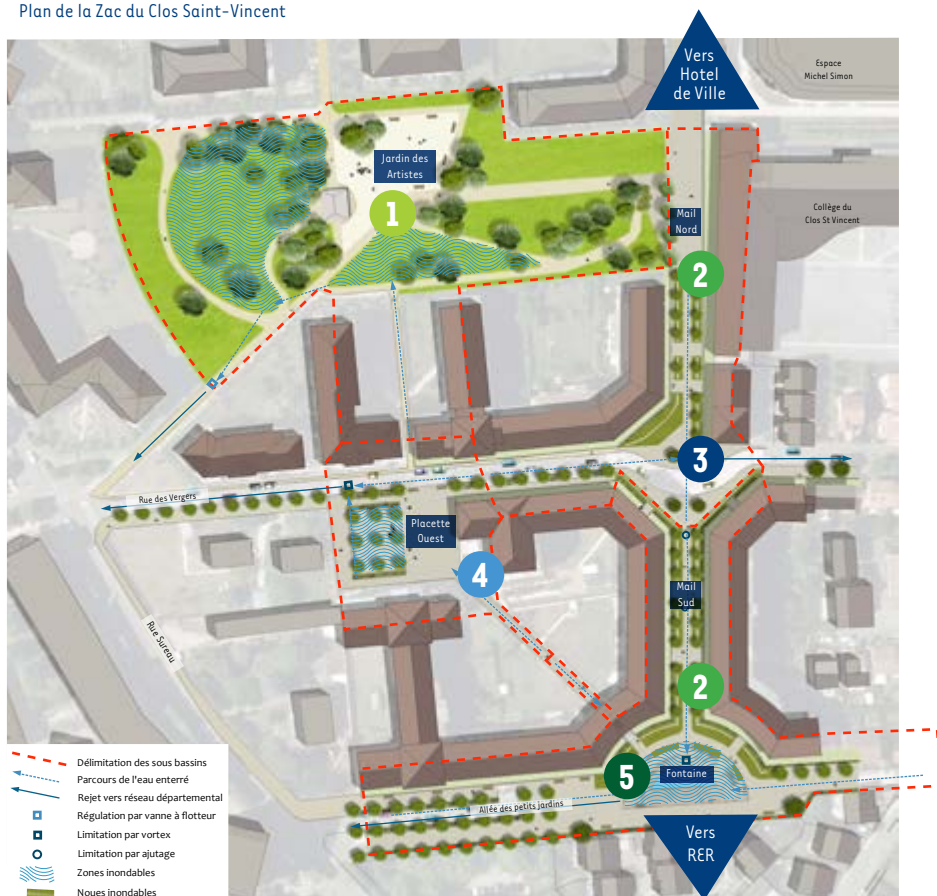 Plan de la Zac du Clos Saint-Vincent
Vers
Hotel
de Ville
Espace
Michel Simon
Jardin des
Artistes
1
Collège du
Clos St Vincent
Mail
Nord
2
3
Rue des Vergers
Placette
Ouest
4
Mail
Sud
Rue Sureau
2
5
Fontaine
Allée des petits jardins
Vers
RER
Délimitation des sous bassins
Parcours de l'eau enterré
Rejet vers réseau départemental
Régulation par vanne à flotteur
Limitation par vortex
Limitation par ajutage
Zones inondables
Noues inondables